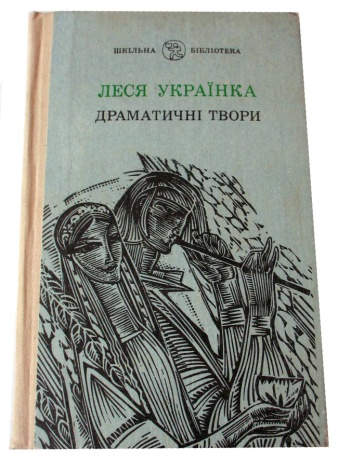 ШКІЛЬНА БІБЛІОТЕКА
ЛЕСЯ УКРАЇНКА
ДРАМАТИЧНІ ТВОРИ